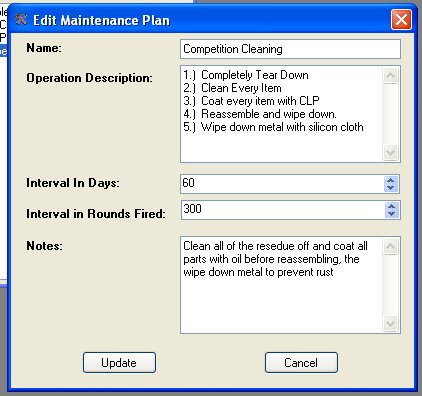 Edit Maintenance Plan
Name: Competition Cleaning
Operation Description: 1.) Completely Tear Down
2.) Clean Every Item
3.) Coat every item with CLP
4.) Reassemble and wipe down.
5.) Wipe down metal with silicon cloth
Interval In Days: 60
Interval in Rounds Fired: 300
Notes: Clean all of the resedue off and coat all
parts with oil before reassembling, the
wipe down metal to prevent rust
Update Cancel